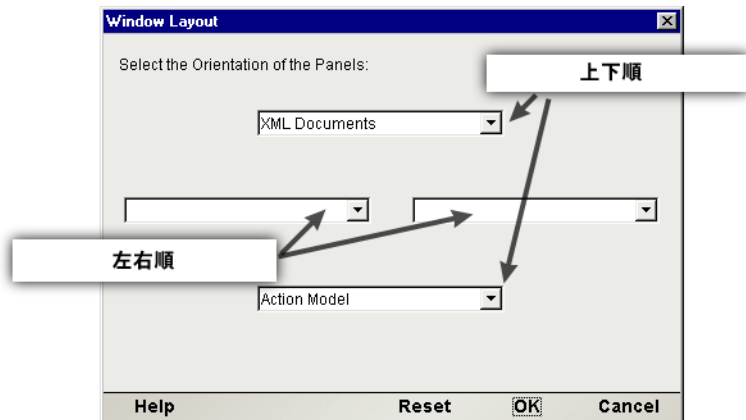 Window Layout
Select the Orientation of the Panels:
上下順
XML Documents
左右順
Action Model
Help Reset OK Cancel